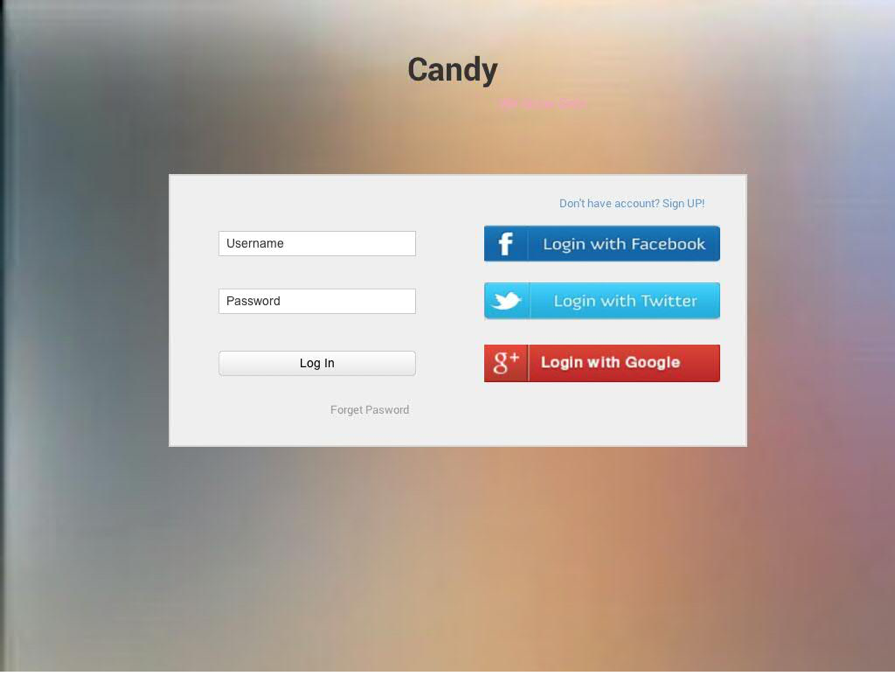 Candy
Don't have account? Sign UP!
Username
f
Login with Facebook
Password
Login with Twitter
Log In
g+
Login with Google
Forget Pasword